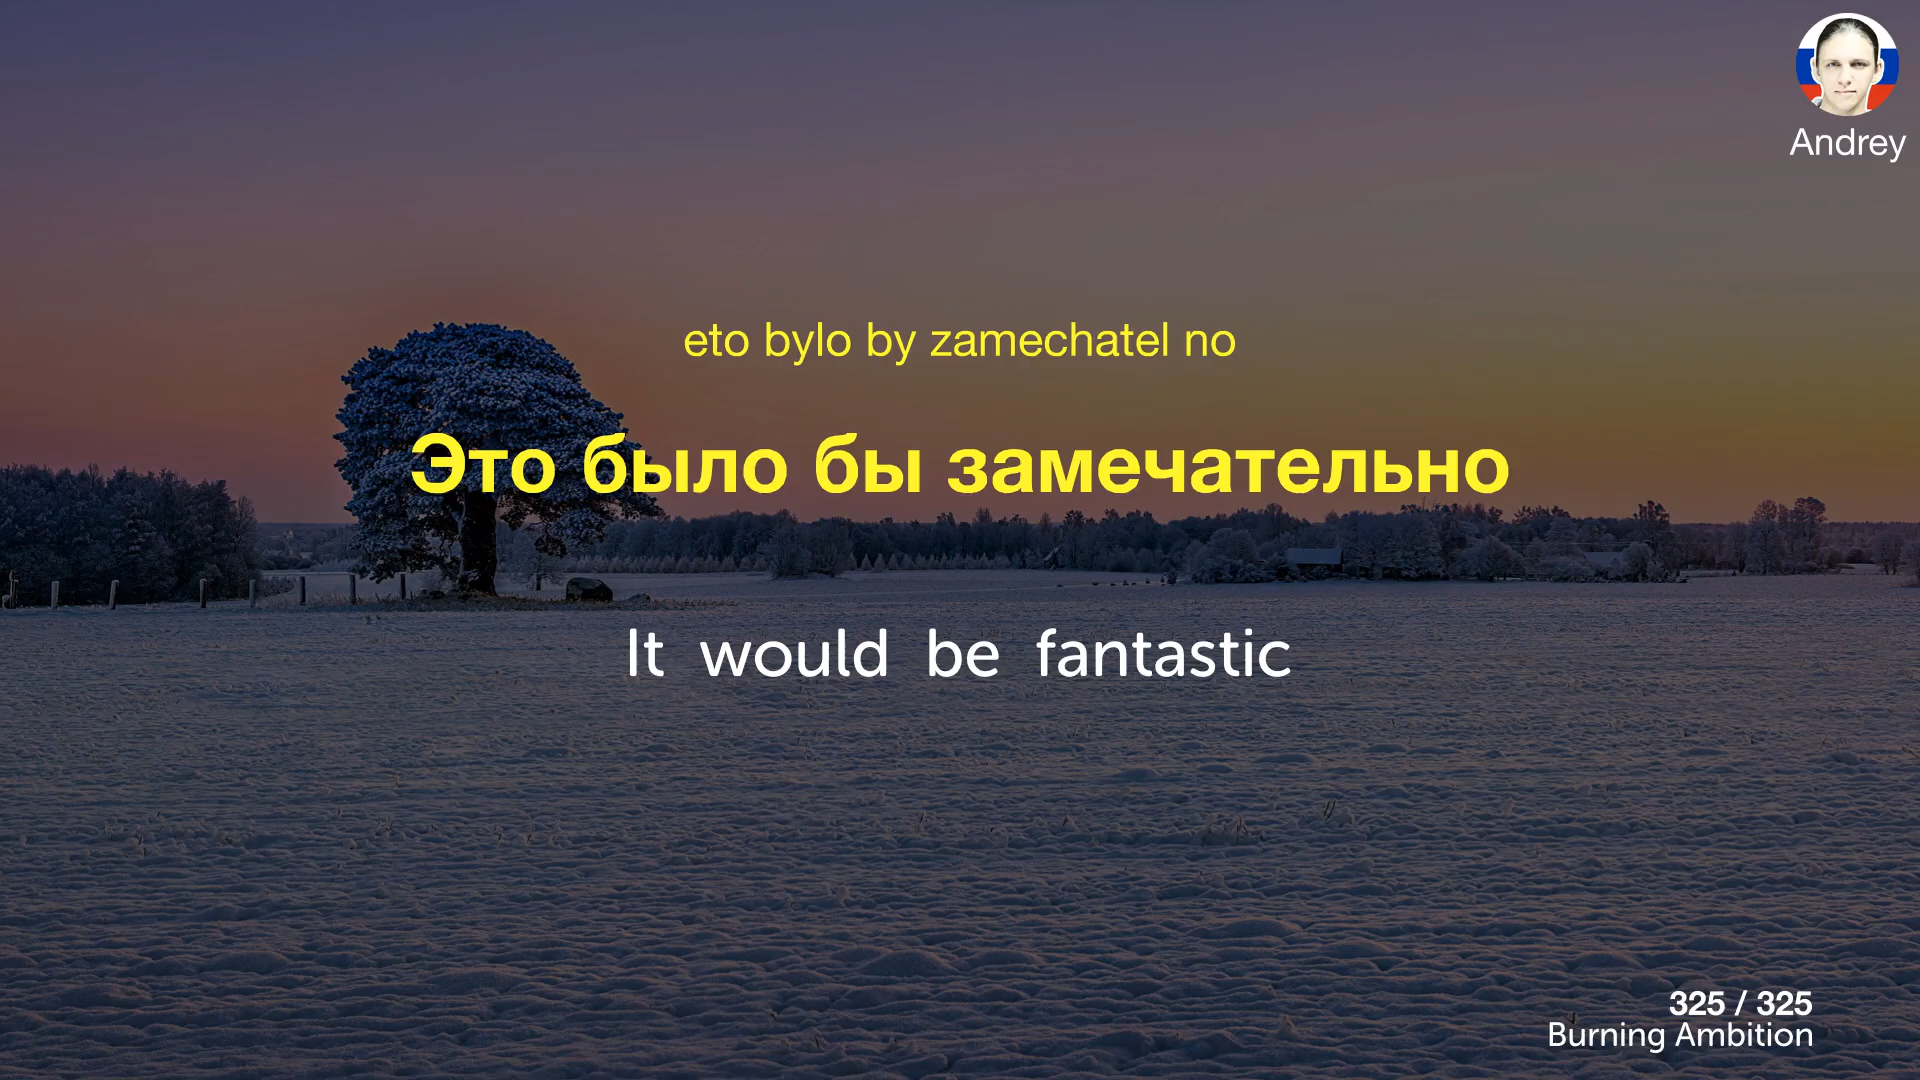 Andrey
eto bylo by zamechatel no
Это было бы замечательно
It would be fantastic
325 / 325
Burning Ambition